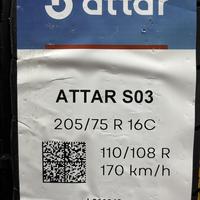 attar
ATTAR S03
205/75 R 16C
110/108 R
170 km/h